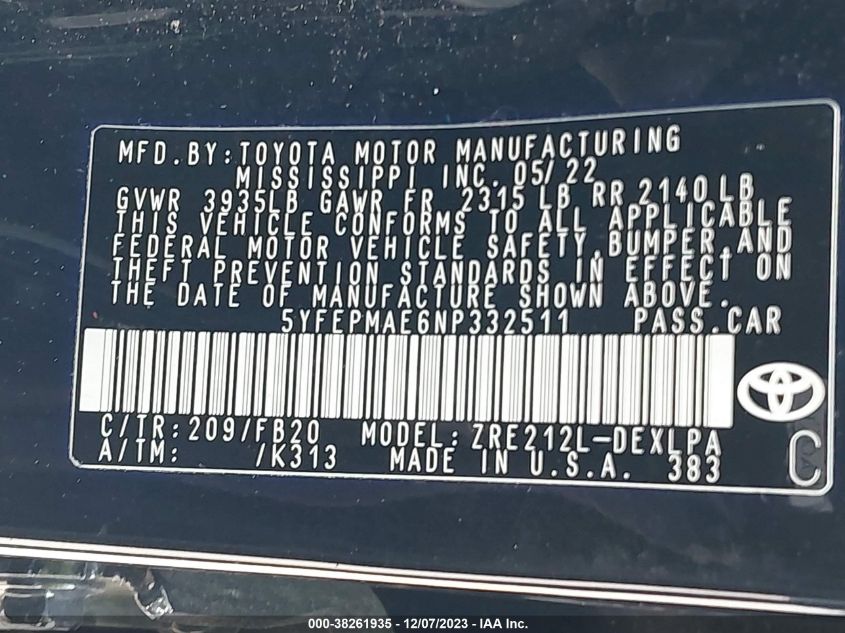 MFD.BY:TOYOTA MOTOR MANUFACTURING
MISSISSIPPI INC. 05/22
GVWR 3935LB GAWR FR 2315 LB RR 2140LB
THIS VEHICLE CONFORMS TO ALL APPLICABLE
FEDERAL MOTOR VEHICLE SAFETY,BUMPER,AND
THEFT PREVENTION STANDARDS IN EFFECT ON
THE DATE OF MANUFACTURE SHOWN ABOVE.
5YFEPMAE6NP332511 PASS.CAR
C/TR:209/FB20 MODEL:ZRE212L-DEXLPA
A/TM: /K313 MADE IN U.S.A. 383
C
000-38261935 - 12/07/2023 - IAA Inc.